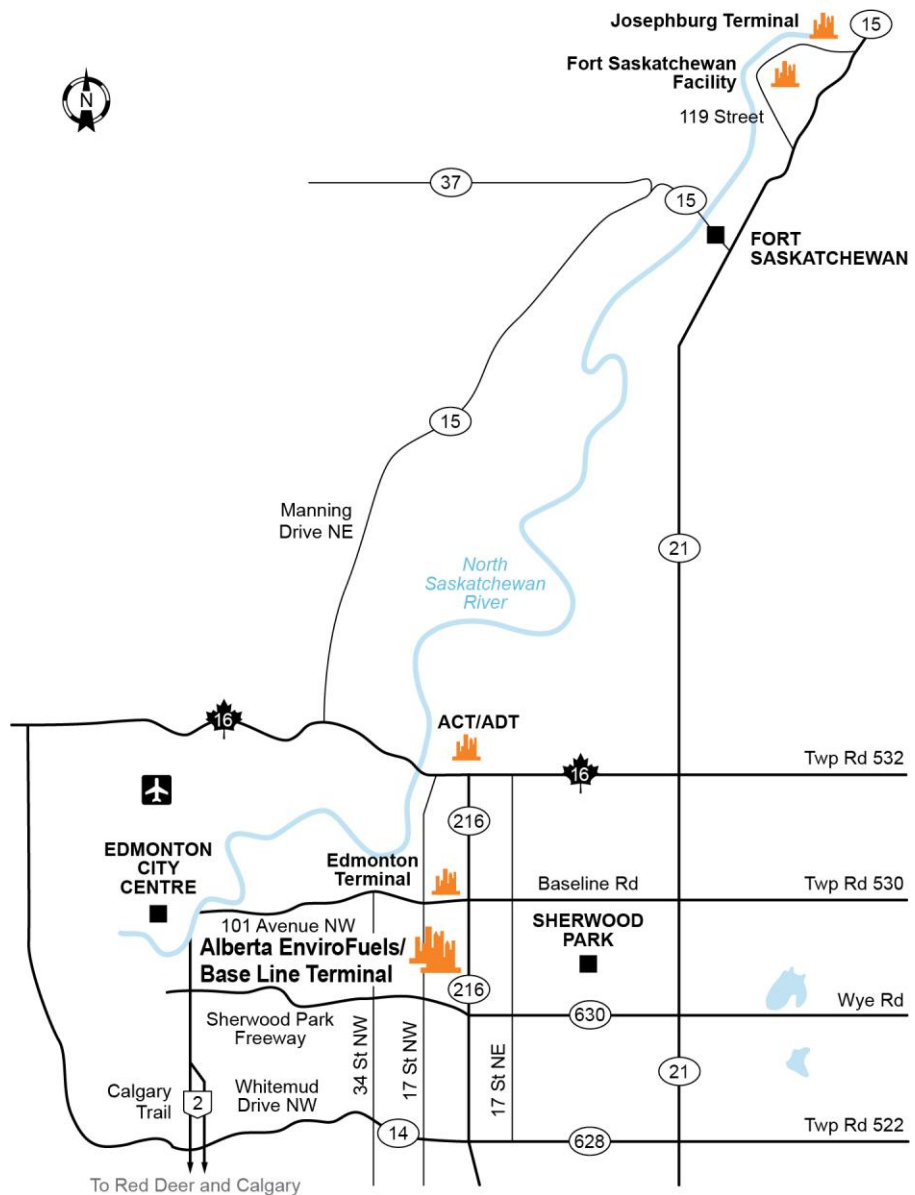 Josephburg Terminal
15
Fort Saskatchewan
Facility
N
119 Street
37
15
FORT
SASKATCHEWAN
15
Manning
Drive NE
21
North
Saskatchewan
River
16
ACT/ADT
Twp Rd 532
16
216
EDMONTON
CITY
CENTRE
Edmonton
Terminal
Baseline Rd
Twp Rd 530
101 Avenue NW
SHERWOOD
PARK
Alberta EnviroFuels/
Base Line Terminal
216
Wye Rd
630
Sherwood Park
Freeway
34 St NW
17 St NW
17 St NE
21
Calgary
Trail
2
Whitemud
Drive NW
14
628
Twp Rd 522
To Red Deer and Calgary